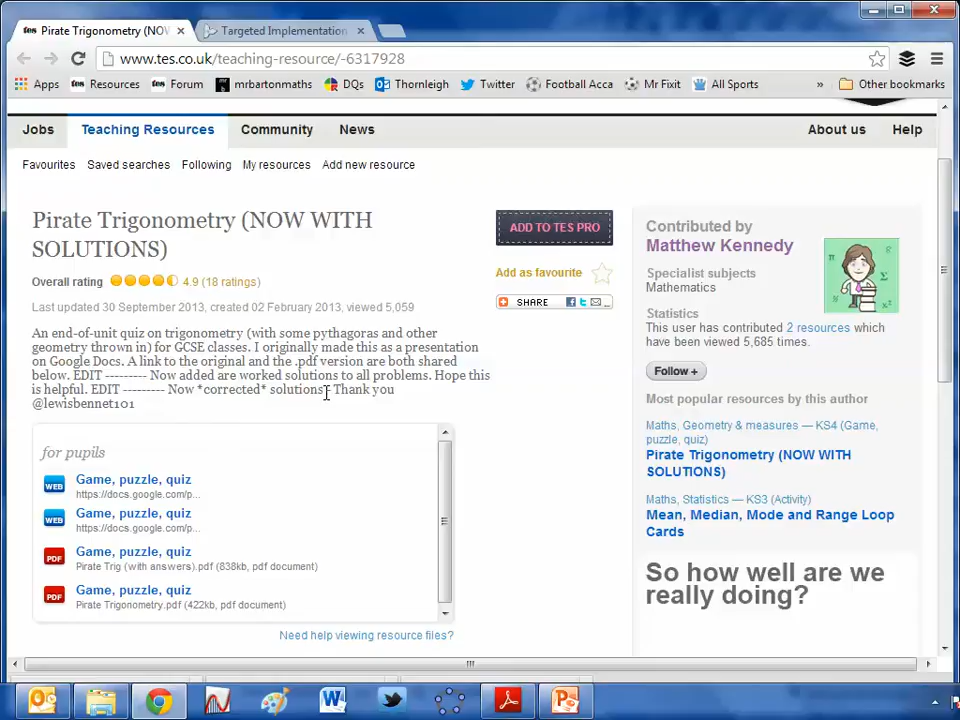 tes Pirate Trigonometry (NOV
Targeted Implementation
www.tes.co.uk/teaching-resource/-6317928
Apps tes Resources tes Forum mrbartonmaths DQs Thornleigh Twitter Football Acca Mr Fixit All Sports » Other bookmarks
Jobs Teaching Resources Community News About us Help
Favourites Saved searches Following My resources Add new resource
Pirate Trigonometry (NOW WITH
SOLUTIONS)
Overall rating 4.9 (18 ratings)
Last updated 30 September 2013, created 02 February 2013, viewed 5,059
An end-of-unit quiz on trigonometry (with some pythagoras and other
geometry thrown in) for GCSE classes. I originally made this as a presentation
on Google Docs. A link to the original and the .pdf version are both shared
below. EDIT --------- Now added are worked solutions to all problems. Hope this
is helpful. EDIT --------- Now *corrected* solutions! Thank you
@lewisbennet101
ADD TO TES PRO
Add as favourite
SHARE
for pupils
WEB Game, puzzle, quiz
https://docs.google.com/p...
WEB Game, puzzle, quiz
https://docs.google.com/p...
PDF Game, puzzle, quiz
Pirate Trig (with answers).pdf (838kb, pdf document)
PDF Game, puzzle, quiz
Pirate Trigonometry.pdf (422kb, pdf document)
Need help viewing resource files?
Contributed by
Matthew Kennedy
Specialist subjects
Mathematics
Statistics
This user has contributed 2 resources which
have been viewed 5,685 times.
Follow +
Most popular resources by this author
Maths, Geometry & measures — KS4 (Game,
puzzle, quiz)
Pirate Trigonometry (NOW WITH
SOLUTIONS)
Maths, Statistics — KS3 (Activity)
Mean, Median, Mode and Range Loop
Cards
So how well are we
really doing?